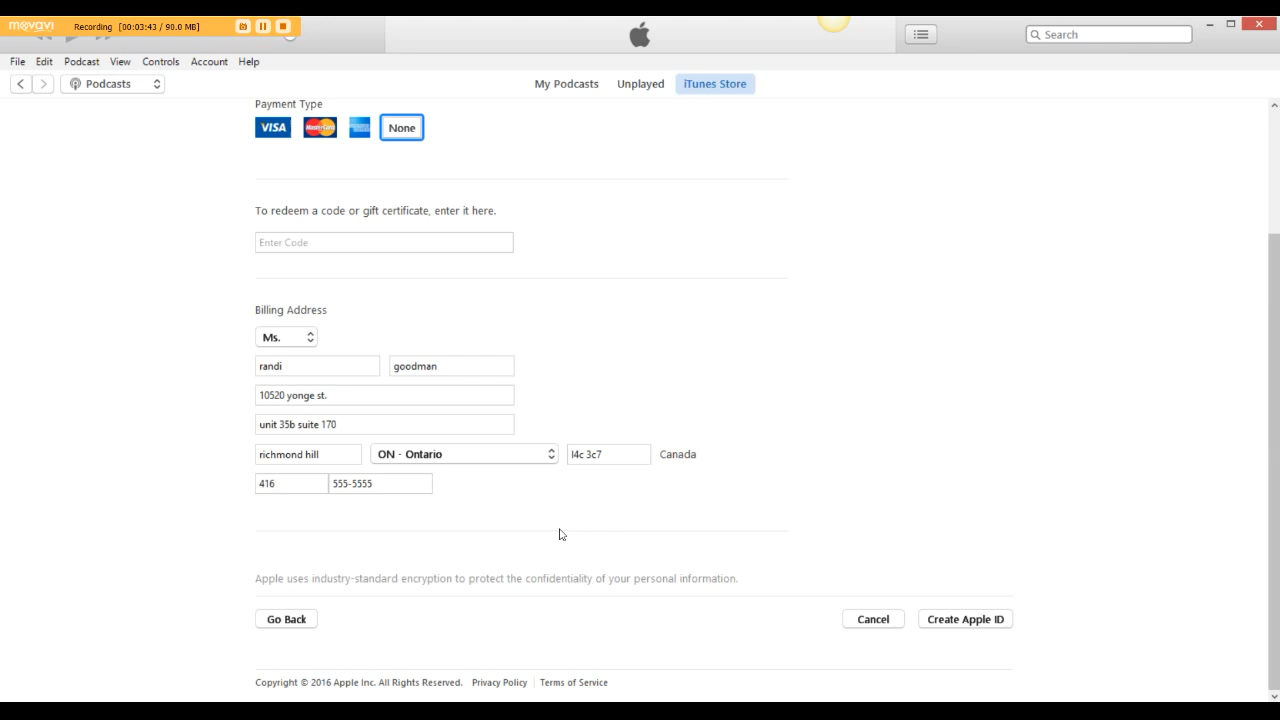 movavi Recording [00:03:43 / 90.0 MB]
Search
File Edit Podcast View Controls Account Help
Podcasts My Podcasts Unplayed iTunes Store
Payment Type
VISA MasterCard None
To redeem a code or gift certificate, enter it here.
Enter Code
Billing Address
Ms.
randi goodman
10520 yonge st.
unit 35b suite 170
richmond hill ON - Ontario l4c 3c7 Canada
416 555-5555
Apple uses industry-standard encryption to protect the confidentiality of your personal information.
Go Back Cancel Create Apple ID
Copyright © 2016 Apple Inc. All Rights Reserved. Privacy Policy Terms of Service